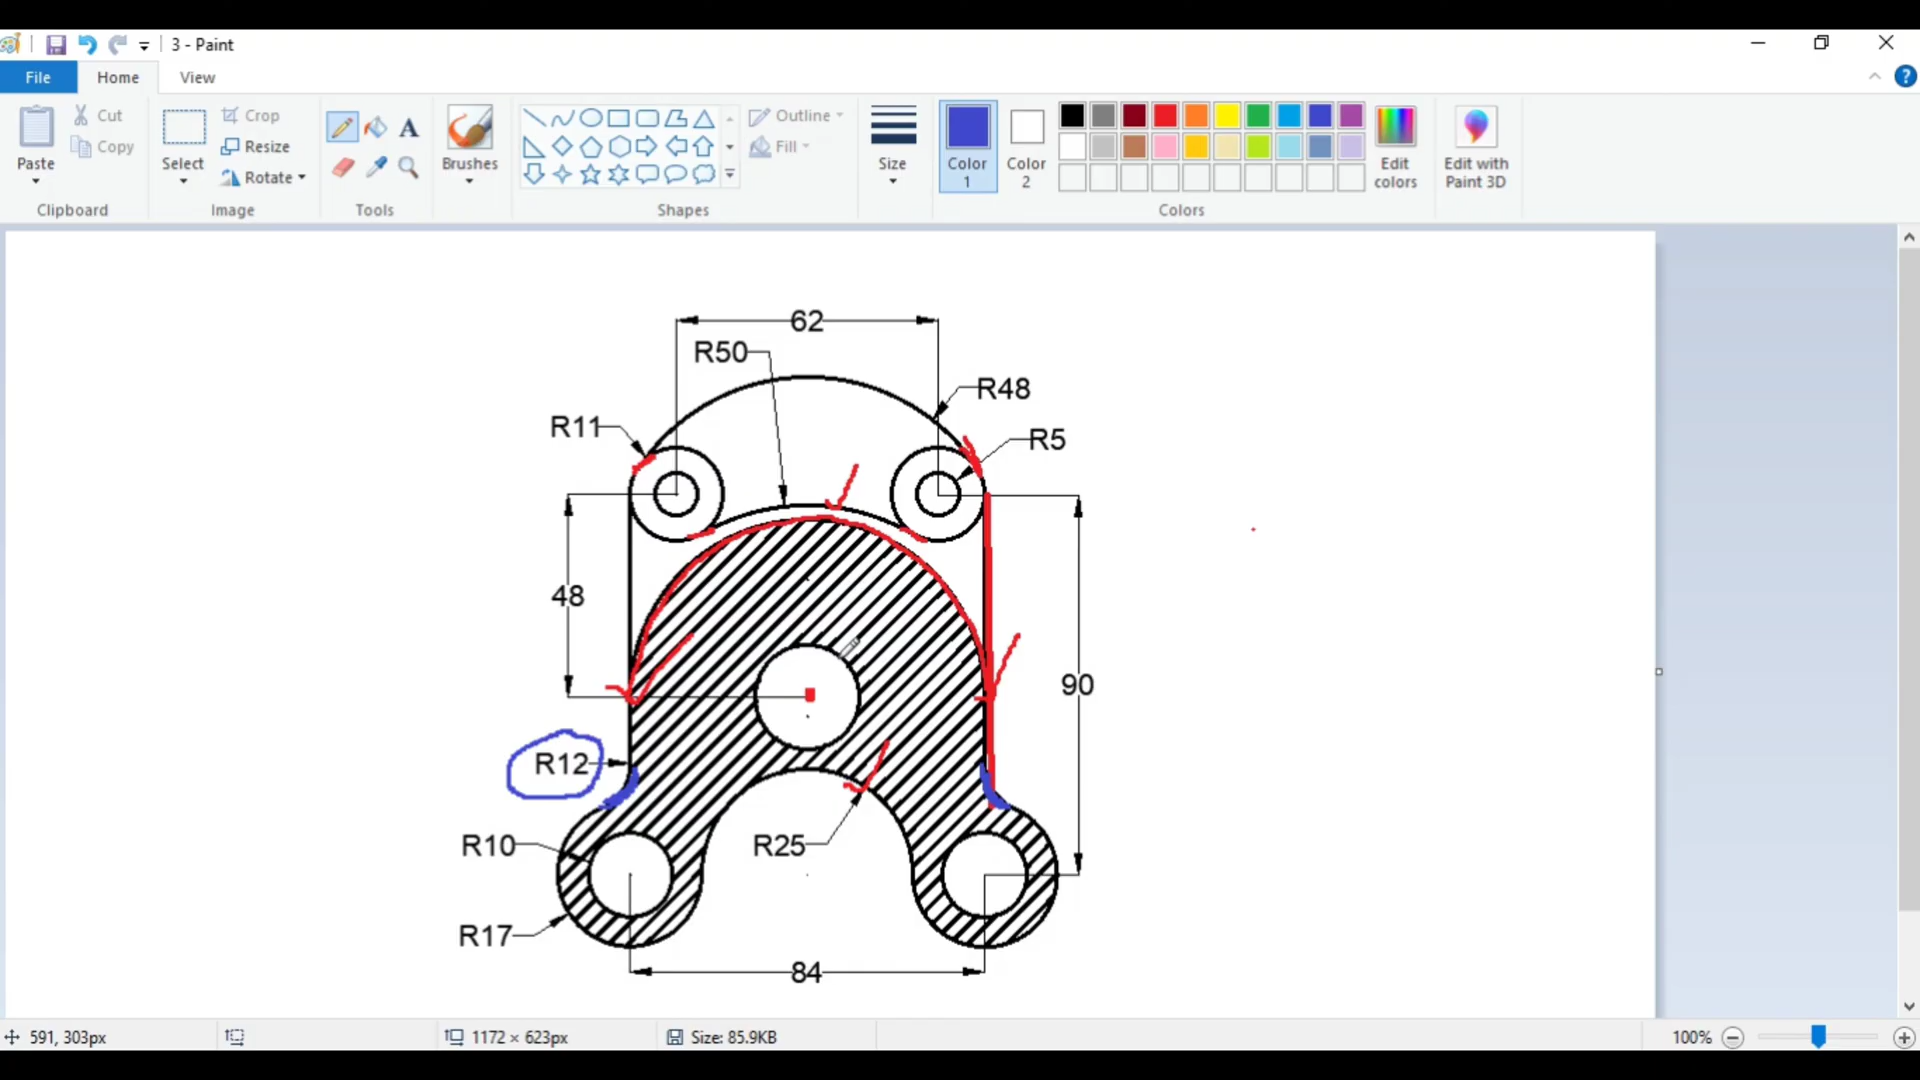 3 - Paint
File Home View
Paste Cut Copy
Clipboard
Select Crop Resize Rotate
Image
A
Tools
Brushes
Outline
Fill
Shapes
Size
Color 1
Color 2
Edit colors
Colors
Edit with Paint 3D
?
62
R50
R48
R11
R5
48
90
R12
R10
R25
R17
84
591, 303px
1172 × 623px
Size: 85.9KB
100%